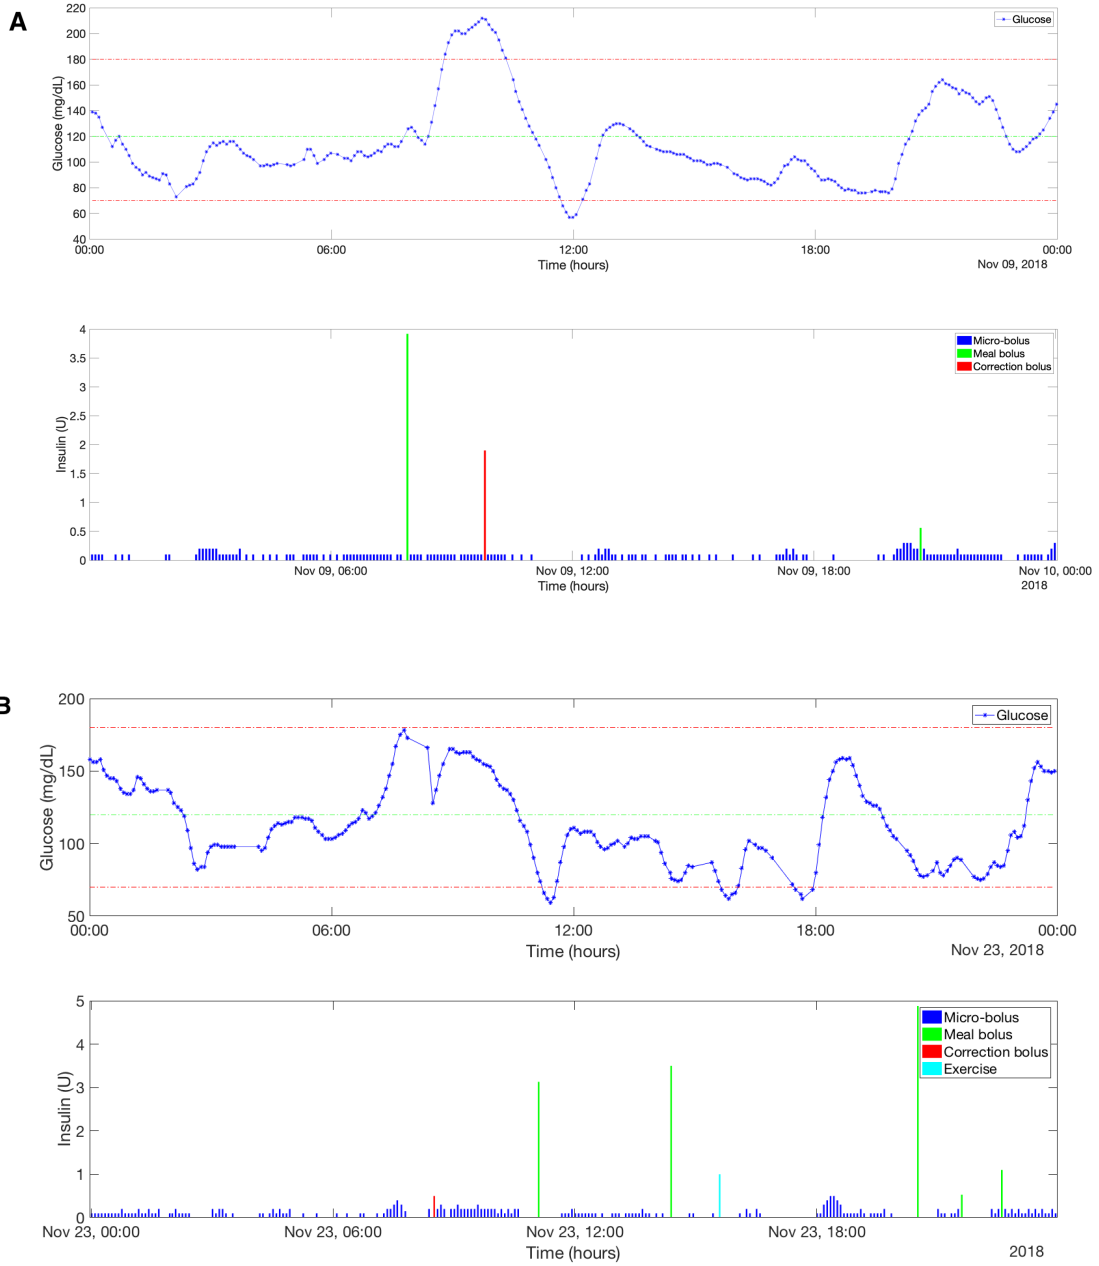 A
220
200
180
160
140
120
100
80
60
40
Glucose (mg/dL)
Glucose
00:00 06:00 12:00 18:00 00:00
Time (hours)
Nov 09, 2018
4
3.5
3
2.5
2
1.5
1
0.5
0
Insulin (U)
Micro-bolus
Meal bolus
Correction bolus
Nov 09, 06:00 Nov 09, 12:00 Nov 09, 18:00 Nov 10, 00:00
Time (hours)
2018
B
200
150
100
50
Glucose (mg/dL)
Glucose
00:00 06:00 12:00 18:00 00:00
Time (hours)
Nov 23, 2018
5
4
3
2
1
0
Insulin (U)
Micro-bolus
Meal bolus
Correction bolus
Exercise
Nov 23, 00:00 Nov 23, 06:00 Nov 23, 12:00 Nov 23, 18:00
Time (hours)
2018